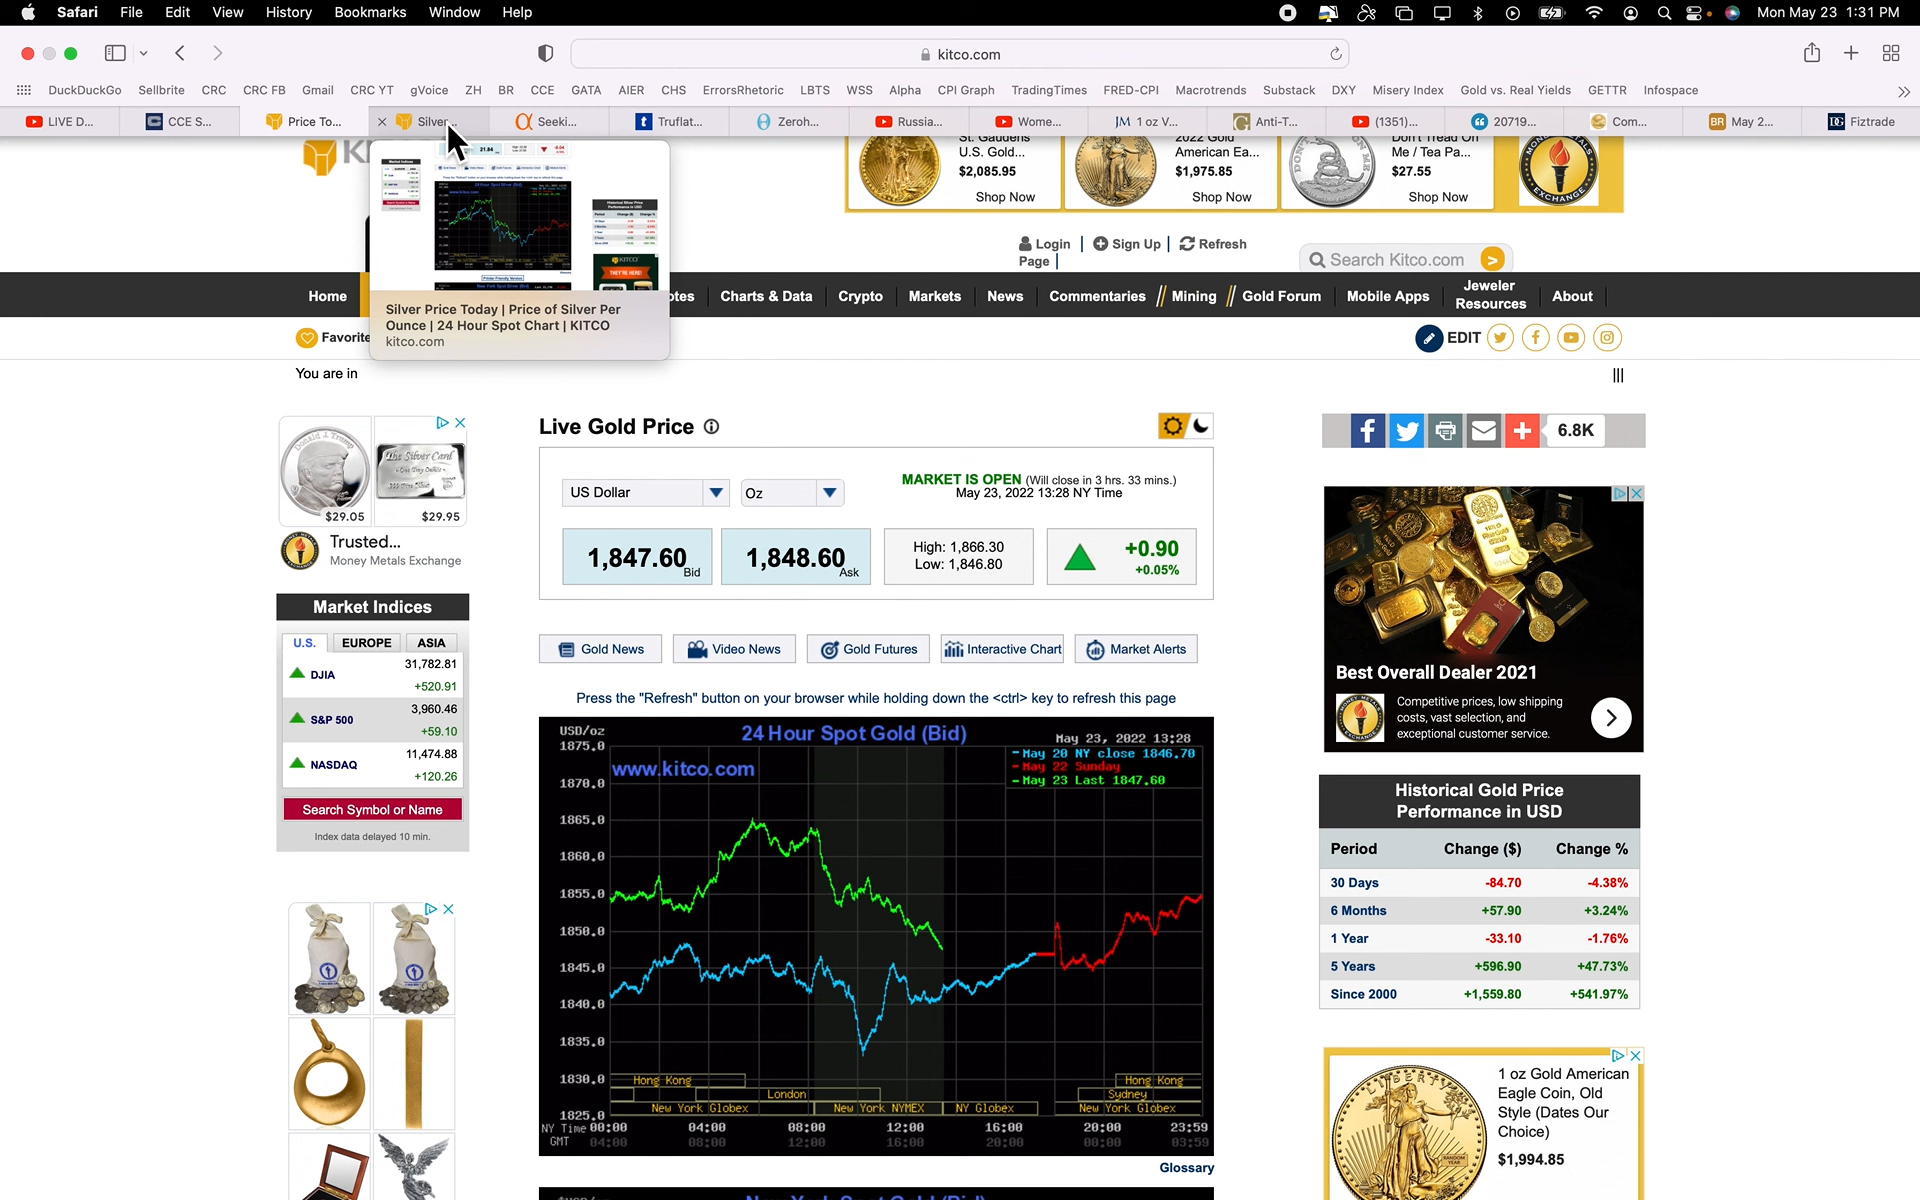 Safari File Edit View History Bookmarks Window Help
Mon May 23 1:31 PM
kitco.com
DuckDuckGo Sellbrite CRC CRC FB Gmail CRC YT gVoice ZH BR CCE GATA AIER CHS ErrorsRhetoric LBTS WSS Alpha CPI Graph TradingTimes FRED-CPI Macrotrends Substack DXY Misery Index Gold vs. Real Yields GETTR Infospace
LIVE D... CCE S... Price To... Silver... Seeki... Truflat... Zeroh... Russia... Wome... JM 1 oz V... Anti-T... (1351)... 20719... Com... BR May 2... DG Fiztrade
St. Gaudens
U.S. Gold...
$2,085.95
Shop Now
2022 Gold
American Ea...
$1,975.85
Shop Now
Don't Tread On
Me / Tea Pa...
$27.55
Shop Now
MONEY METALS
EXCHANGE
21.84
Silver Price Today | Price of Silver Per
Ounce | 24 Hour Spot Chart | KITCO
kitco.com
Login | Sign Up | Refresh
Page |
Search Kitco.com
Home
otes Charts & Data Crypto Markets News Commentaries Mining Gold Forum Mobile Apps
Jeweler
Resources
About
Favorite
EDIT
You are in
$29.05
The Silver Card
$29.95
Trusted...
Money Metals Exchange
Live Gold Price
US Dollar
Oz
MARKET IS OPEN (Will close in 3 hrs. 33 mins.)
May 23, 2022 13:28 NY Time
1,847.60 Bid
1,848.60 Ask
High: 1,866.30
Low: 1,846.80
+0.90
+0.05%
6.8K
Market Indices
U.S. EUROPE ASIA
DJIA 31,782.81
+520.91
S&P 500 3,960.46
+59.10
NASDAQ 11,474.88
+120.26
Search Symbol or Name
Index data delayed 10 min.
Gold News Video News Gold Futures Interactive Chart Market Alerts
Press the "Refresh" button on your browser while holding down the <ctrl> key to refresh this page
USD/oz
24 Hour Spot Gold (Bid)
May 23, 2022 13:28
www.kitco.com
May 20 NY close 1846.70
May 22 Sunday
May 23 Last 1847.60
1875.0
1870.0
1865.0
1860.0
1855.0
1850.0
1845.0
1840.0
1835.0
1830.0
1825.0
Hong Kong Hong Kong
London Sydney
New York Globex New York NYMEX NY Globex New York Globex
NY Time 00:00 04:00 08:00 12:00 16:00 20:00 23:59
GMT 04:00 08:00 12:00 16:00 20:00 00:00 03:59
Glossary
New York Spot Gold (Bid)
Best Overall Dealer 2021
Competitive prices, low shipping
costs, vast selection, and
exceptional customer service.
Historical Gold Price
Performance in USD
Period Change ($) Change %
30 Days -84.70 -4.38%
6 Months +57.90 +3.24%
1 Year -33.10 -1.76%
5 Years +596.90 +47.73%
Since 2000 +1,559.80 +541.97%
1 oz Gold American
Eagle Coin, Old
Style (Dates Our
Choice)
$1,994.85